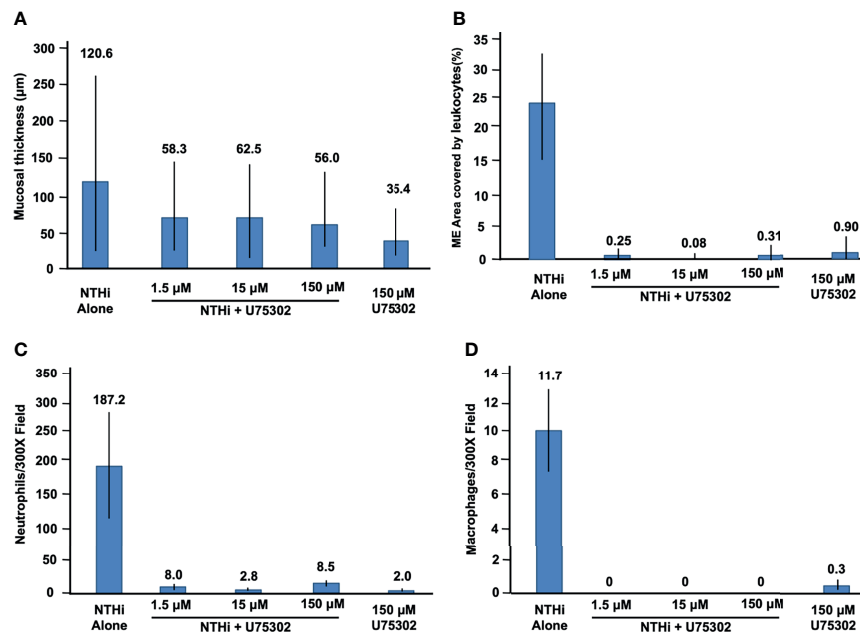 A
Mucosal thickness (µm)
300
250
200
150
100
50
0
120.6
58.3
62.5
56.0
35.4
NTHi
Alone
1.5 µM
15 µM
150 µM
NTHi + U75302
150 µM
U75302
B
ME Area covered by leukocytes(%)
35
30
25
20
15
10
5
0
0.25
0.08
0.31
0.90
NTHi
Alone
1.5 µM
15 µM
150 µM
NTHi + U75302
150 µM
U75302
C
Neutrophils/300X Field
350
300
250
200
150
100
50
0
187.2
8.0
2.8
8.5
2.0
NTHi
Alone
1.5 µM
15 µM
150 µM
NTHi + U75302
150 µM
U75302
D
Macrophages/300X Field
14
12
10
8
6
4
2
0
11.7
0
0
0
0.3
NTHi
Alone
1.5 µM
15 µM
150 µM
NTHi + U75302
150 µM
U75302